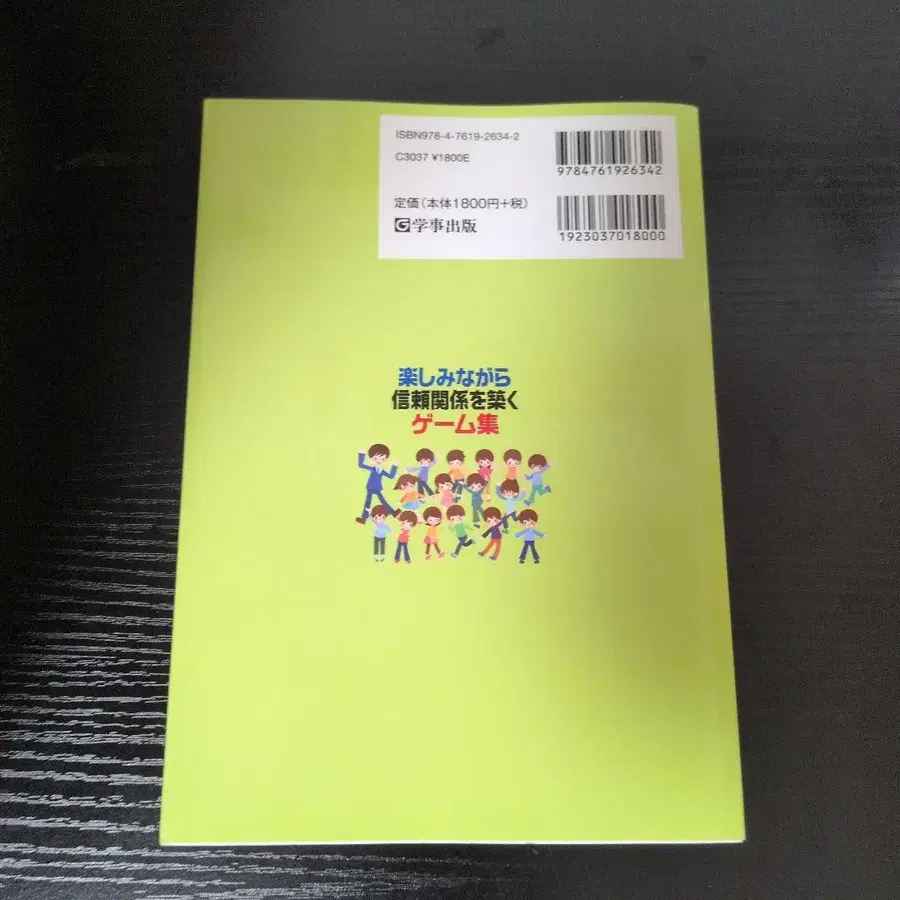 ISBN978-4-7619-2634-2
C3037 ¥1800E
9784761926342
定価(本体1800円+税)
G学事出版
1923037018000
楽しみながら
信頼関係を築く
ゲーム集